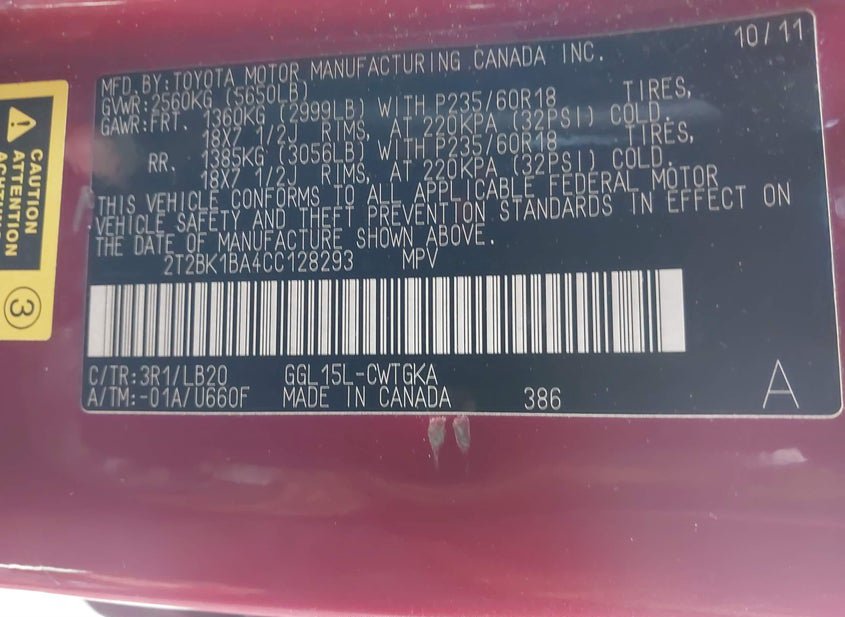 10/11
MFD.BY:TOYOTA MOTOR MANUFACTURING CANADA INC.
GVWR:2560KG (5650LB)
GAWR:FRT. 1360KG (2999LB) WITH P235/60R18 TIRES,
18X7 1/2J RIMS, AT 220KPA (32PSI) COLD.
RR. 1385KG (3056LB) WITH P235/60R18 TIRES,
18X7 1/2J RIMS, AT 220KPA (32PSI) COLD.
THIS VEHICLE CONFORMS TO ALL APPLICABLE FEDERAL MOTOR
VEHICLE SAFETY AND THEFT PREVENTION STANDARDS IN EFFECT ON
THE DATE OF MANUFACTURE SHOWN ABOVE.
2T2BK1BA4CC128293 MPV
C/TR:3R1/LB20 GGL15L-CWTGKA
A/TM:-01A/U660F MADE IN CANADA 386 A
CAUTION
ATTENTION
3